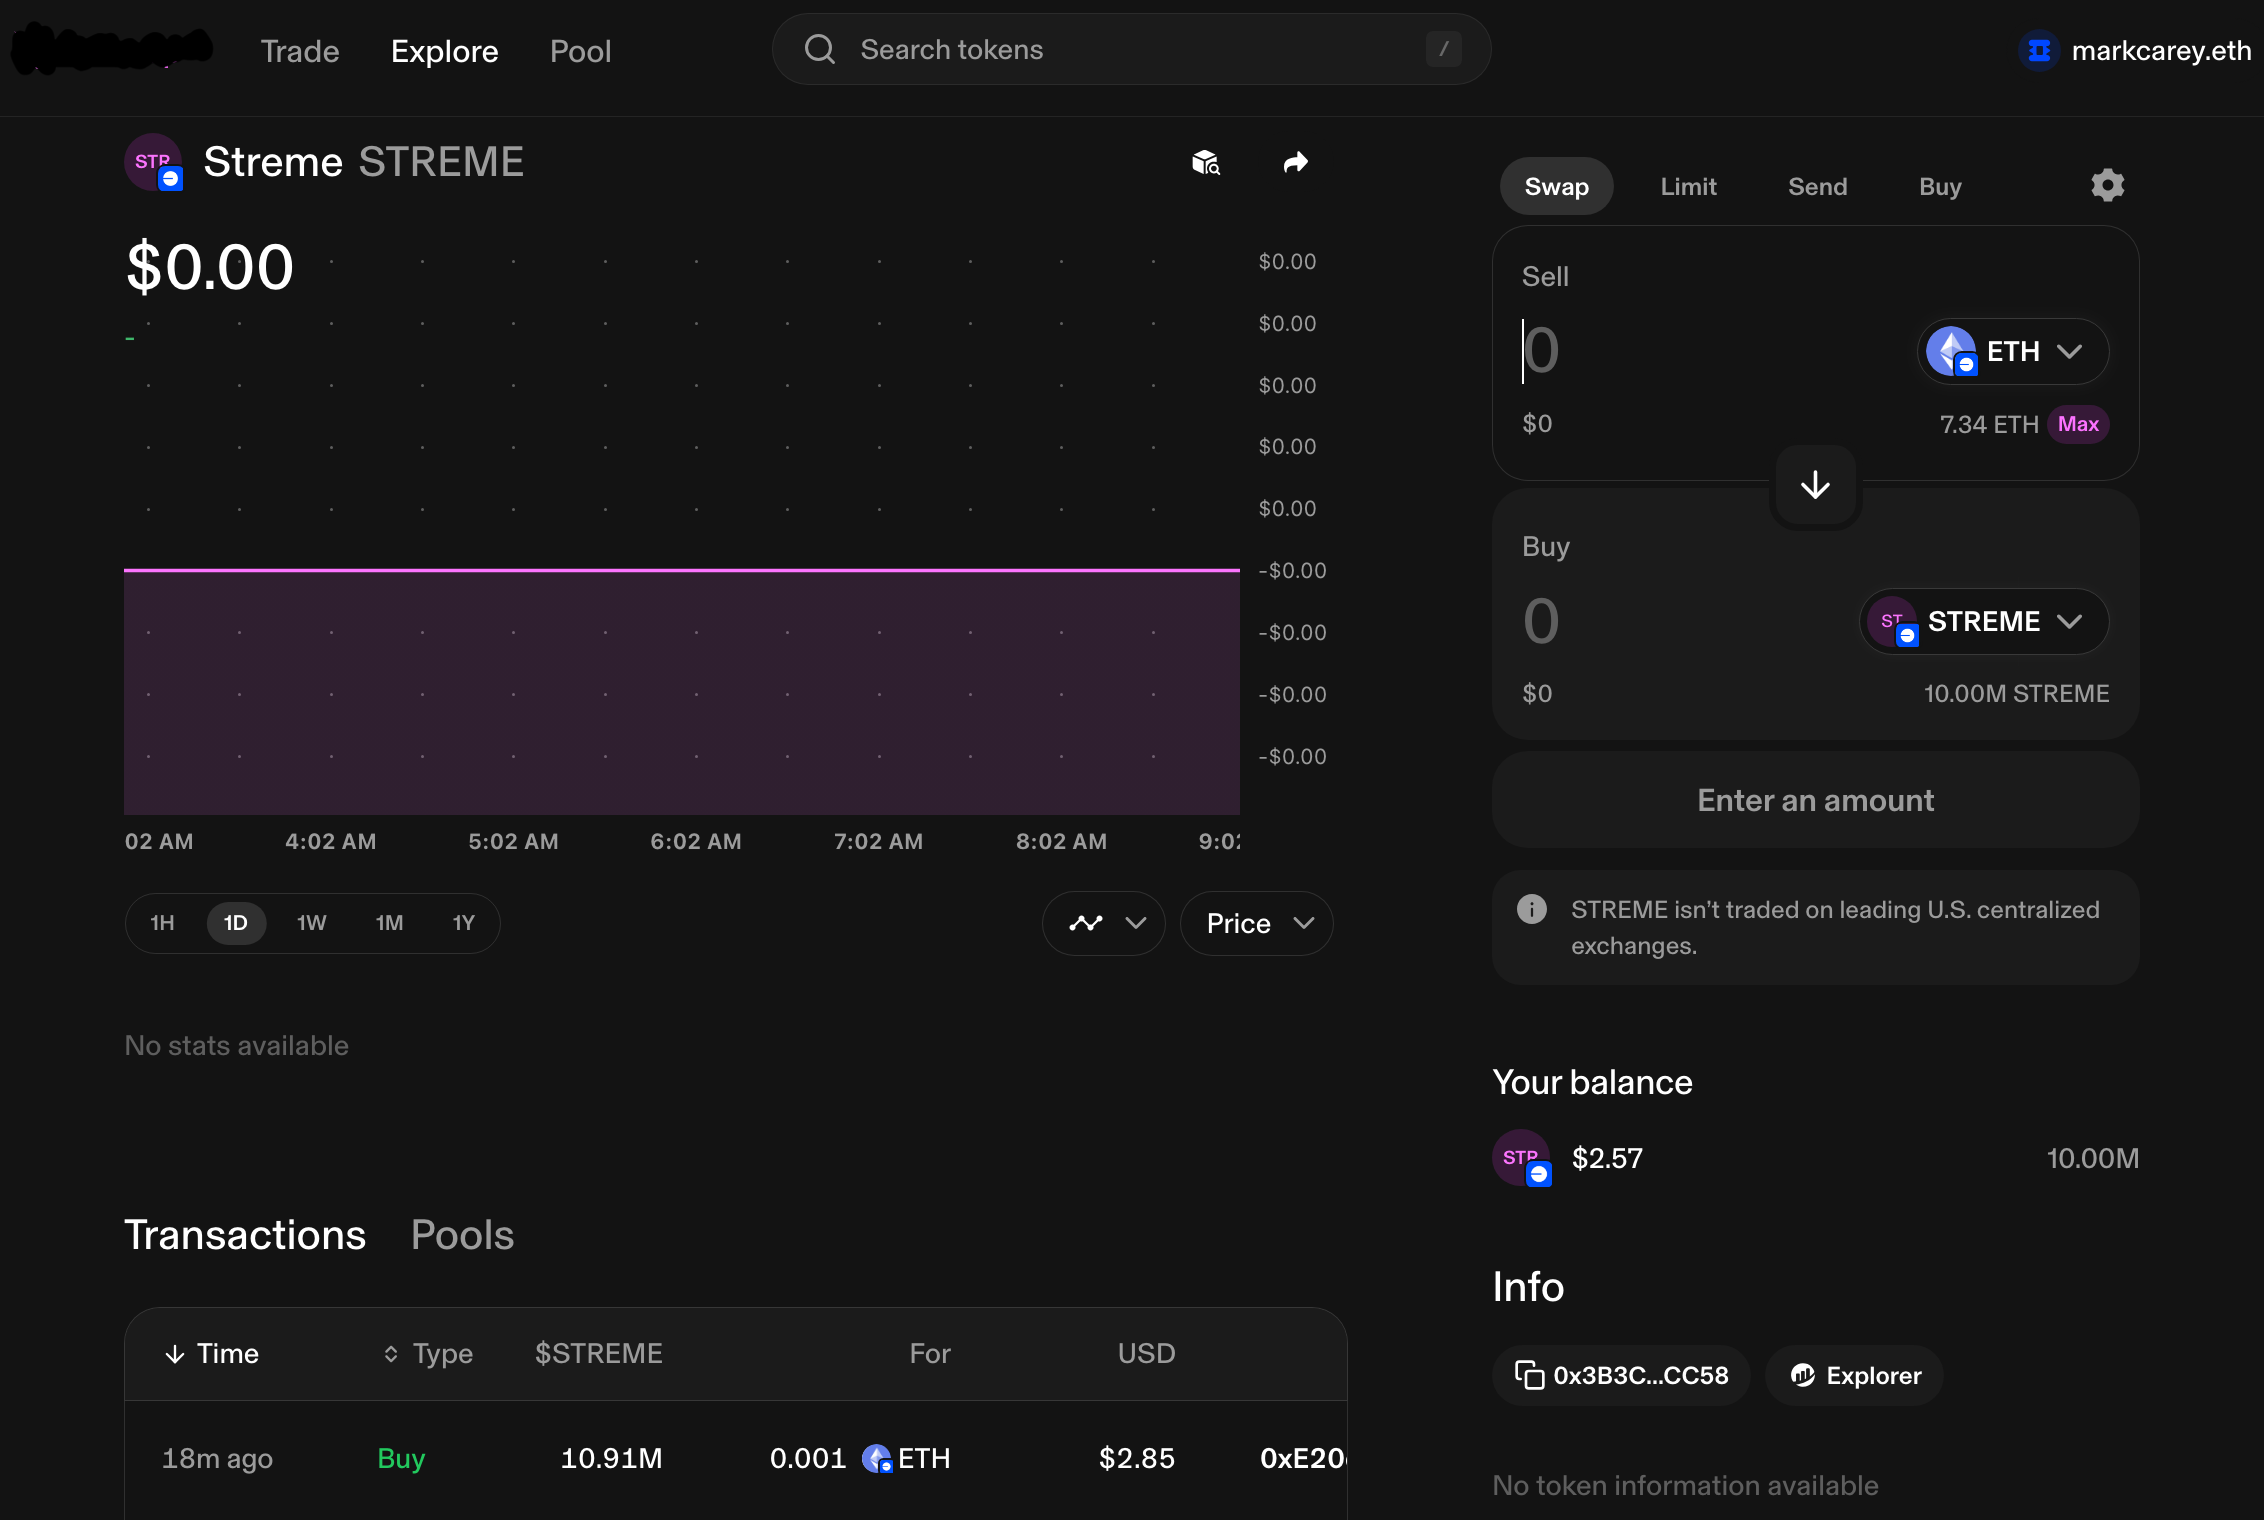 Trade Explore Pool
Search tokens /
markcarey.eth
STR Streme STREME
$0.00
-
$0.00
$0.00
$0.00
$0.00
$0.00
-$0.00
-$0.00
-$0.00
-$0.00
02 AM 4:02 AM 5:02 AM 6:02 AM 7:02 AM 8:02 AM 9:02
1H 1D 1W 1M 1Y
Price
No stats available
Transactions Pools
Time Type $STREME For USD
18m ago Buy 10.91M 0.001 ETH $2.85 0xE20
Swap Limit Send Buy
Sell
0 ETH
$0 7.34 ETH Max
Buy
0 ST STREME
$0 10.00M STREME
Enter an amount
STREME isn’t traded on leading U.S. centralized
exchanges.
Your balance
STR $2.57 10.00M
Info
0x3B3C...CC58 Explorer
No token information available